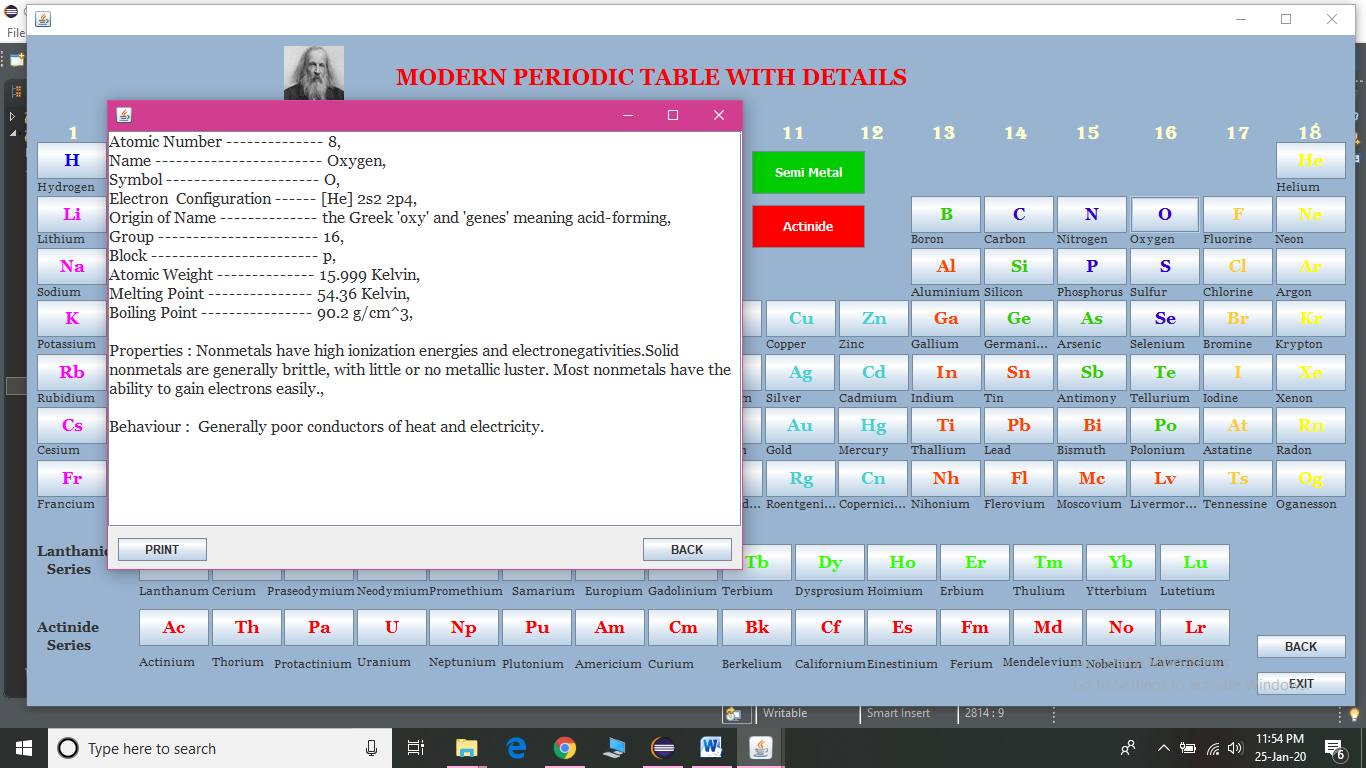 File
MODERN PERIODIC TABLE WITH DETAILS
1
11 12 13 14 15 16 17 18
Atomic Number -------------- 8,
Name ------------------------ Oxygen,
Symbol ---------------------- O,
Electron  Configuration ------ [He] 2s2 2p4,
Origin of Name -------------- the Greek 'oxy' and 'genes' meaning acid-forming,
Group ----------------------- 16,
Block ------------------------ p,
Atomic Weight -------------- 15.999 Kelvin,
Melting Point --------------- 54.36 Kelvin,
Boiling Point ---------------- 90.2 g/cm^3,
Properties : Nonmetals have high ionization energies and electronegativities.Solid
nonmetals are generally brittle, with little or no metallic luster. Most nonmetals have the
ability to gain electrons easily.,
Behaviour :  Generally poor conductors of heat and electricity.
PRINT BACK
Semi Metal
Actinide
H He
Hydrogen Helium
Li B C N O F Ne
Lithium Boron Carbon Nitrogen Oxygen Fluorine Neon
Na Al Si P S Cl Ar
Sodium Aluminium Silicon Phosphorus Sulfur Chlorine Argon
K Cu Zn Ga Ge As Se Br Kr
Potassium Copper Zinc Gallium Germani... Arsenic Selenium Bromine Krypton
Rb Ag Cd In Sn Sb Te I Xe
Rubidium Silver Cadmium Indium Tin Antimony Tellurium Iodine Xenon
Cs Au Hg Ti Pb Bi Po At Rn
Cesium Gold Mercury Thallium Lead Bismuth Polonium Astatine Radon
Fr Rg Cn Nh Fl Mc Lv Ts Og
Francium Roentgeni... Copernici... Nihonium Flerovium Moscovium Livermor... Tennessine Oganesson
Series
Tb Dy Ho Er Tm Yb Lu
Lanthanum Cerium Praseodymium Neodymium Promethium Samarium Europium Gadolinium Terbium Dysprosium Hoimium Erbium Thulium Ytterbium Lutetium
Actinide
Series
Ac Th Pa U Np Pu Am Cm Bk Cf Es Fm Md No Lr
Actinium Thorium Protactinium Uranium Neptunium Plutonium Americium Curium Berkelium Californium Einestinium Ferium Mendelevium Nobelium Lawerncium
BACK
Go to Settings to activate Windows.
EXIT
Writable Smart Insert 2814 : 9
Type here to search
11:54 PM
25-Jan-20
6